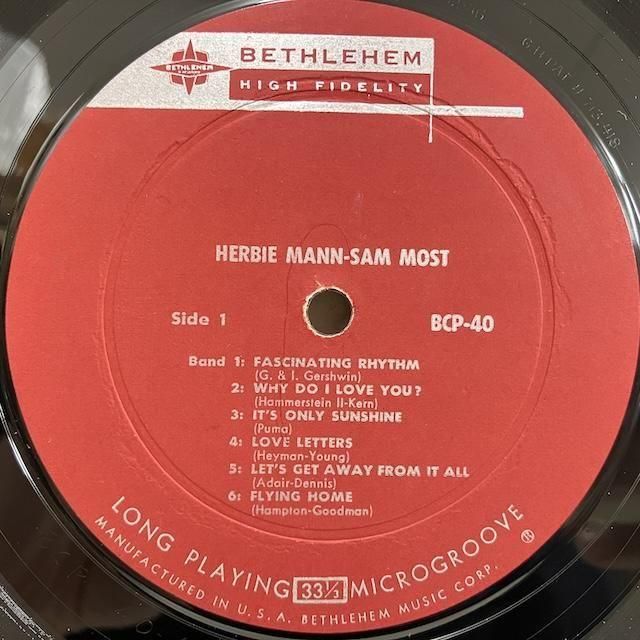 BETHLEHEM
BETHLEHEM
HIGH FIDELITY
HERBIE MANN-SAM MOST
Side 1
BCP-40
Band 1: FASCINATING RHYTHM
(G. & I. Gershwin)
2: WHY DO I LOVE YOU?
(Hammerstein II-Kern)
3: IT'S ONLY SUNSHINE
(Puma)
4: LOVE LETTERS
(Heyman-Young)
5: LET'S GET AWAY FROM IT ALL
(Adair-Dennis)
6: FLYING HOME
(Hampton-Goodman)
LONG PLAYING 33⅓ MICROGROOVE ®
MANUFACTURED IN U.S.A. BETHLEHEM MUSIC CORP.